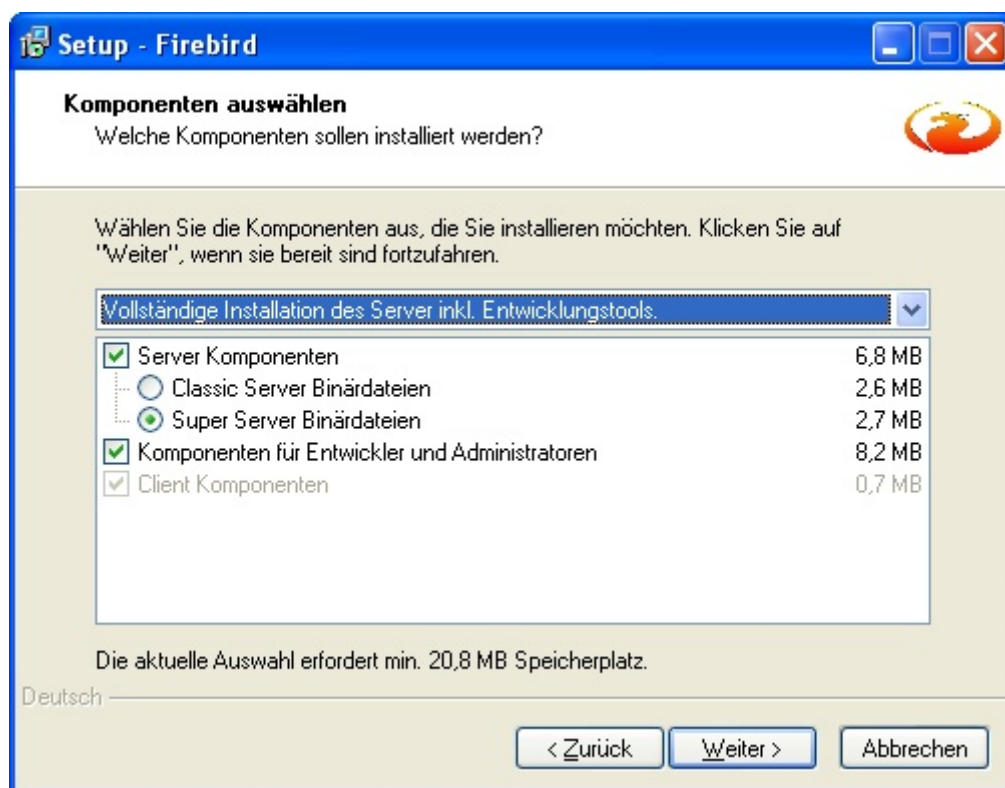 Setup - Firebird
Komponenten auswählen
Welche Komponenten sollen installiert werden?
Wählen Sie die Komponenten aus, die Sie installieren möchten. Klicken Sie auf
"Weiter", wenn sie bereit sind fortzufahren.
Vollständige Installation des Server inkl. Entwicklungstools.
Server Komponenten 6,8 MB
Classic Server Binärdateien 2,6 MB
Super Server Binärdateien 2,7 MB
Komponenten für Entwickler und Administratoren 8,2 MB
Client Komponenten 0,7 MB
Die aktuelle Auswahl erfordert min. 20,8 MB Speicherplatz.
Deutsch
< Zurück Weiter > Abbrechen